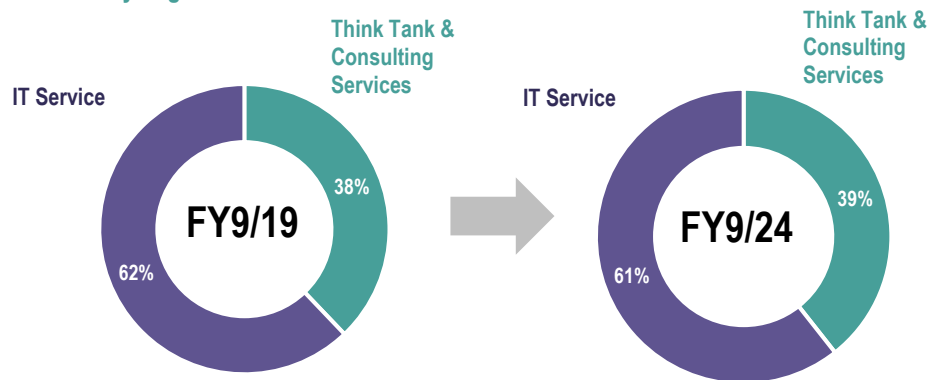 Think Tank &
Consulting
Services
IT Service
38%
FY9/19
62%
Think Tank &
Consulting
Services
IT Service
39%
FY9/24
61%